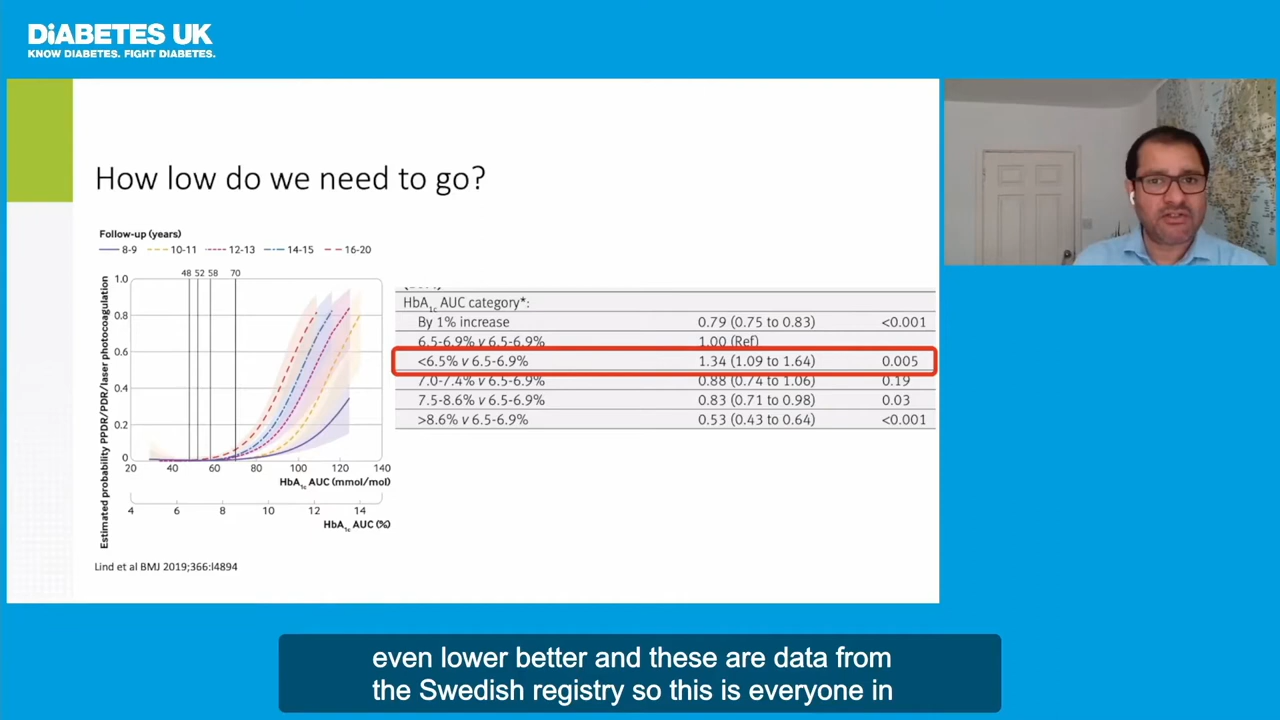 DiABETES UK
KNOW DIABETES. FIGHT DIABETES.
How low do we need to go?
Follow-up (years)
8-9 10-11 12-13 14-15 16-20
48 52 58 70
Estimated probability PPDR/PDR/laser photocoagulation
1.0
0.8
0.6
0.4
0.2
0
20 40 60 80 100 120 140
HbA1c AUC (mmol/mol)
4 6 8 10 12 14
HbA1c AUC (%)
HbA1c AUC category*:
By 1% increase 0.79 (0.75 to 0.83) <0.001
6.5-6.9% v 6.5-6.9% 1.00 (Ref)
<6.5% v 6.5-6.9% 1.34 (1.09 to 1.64) 0.005
7.0-7.4% v 6.5-6.9% 0.88 (0.74 to 1.06) 0.19
7.5-8.6% v 6.5-6.9% 0.83 (0.71 to 0.98) 0.03
>8.6% v 6.5-6.9% 0.53 (0.43 to 0.64) <0.001
Lind et al BMJ 2019;366:l4894
even lower better and these are data from
the Swedish registry so this is everyone in